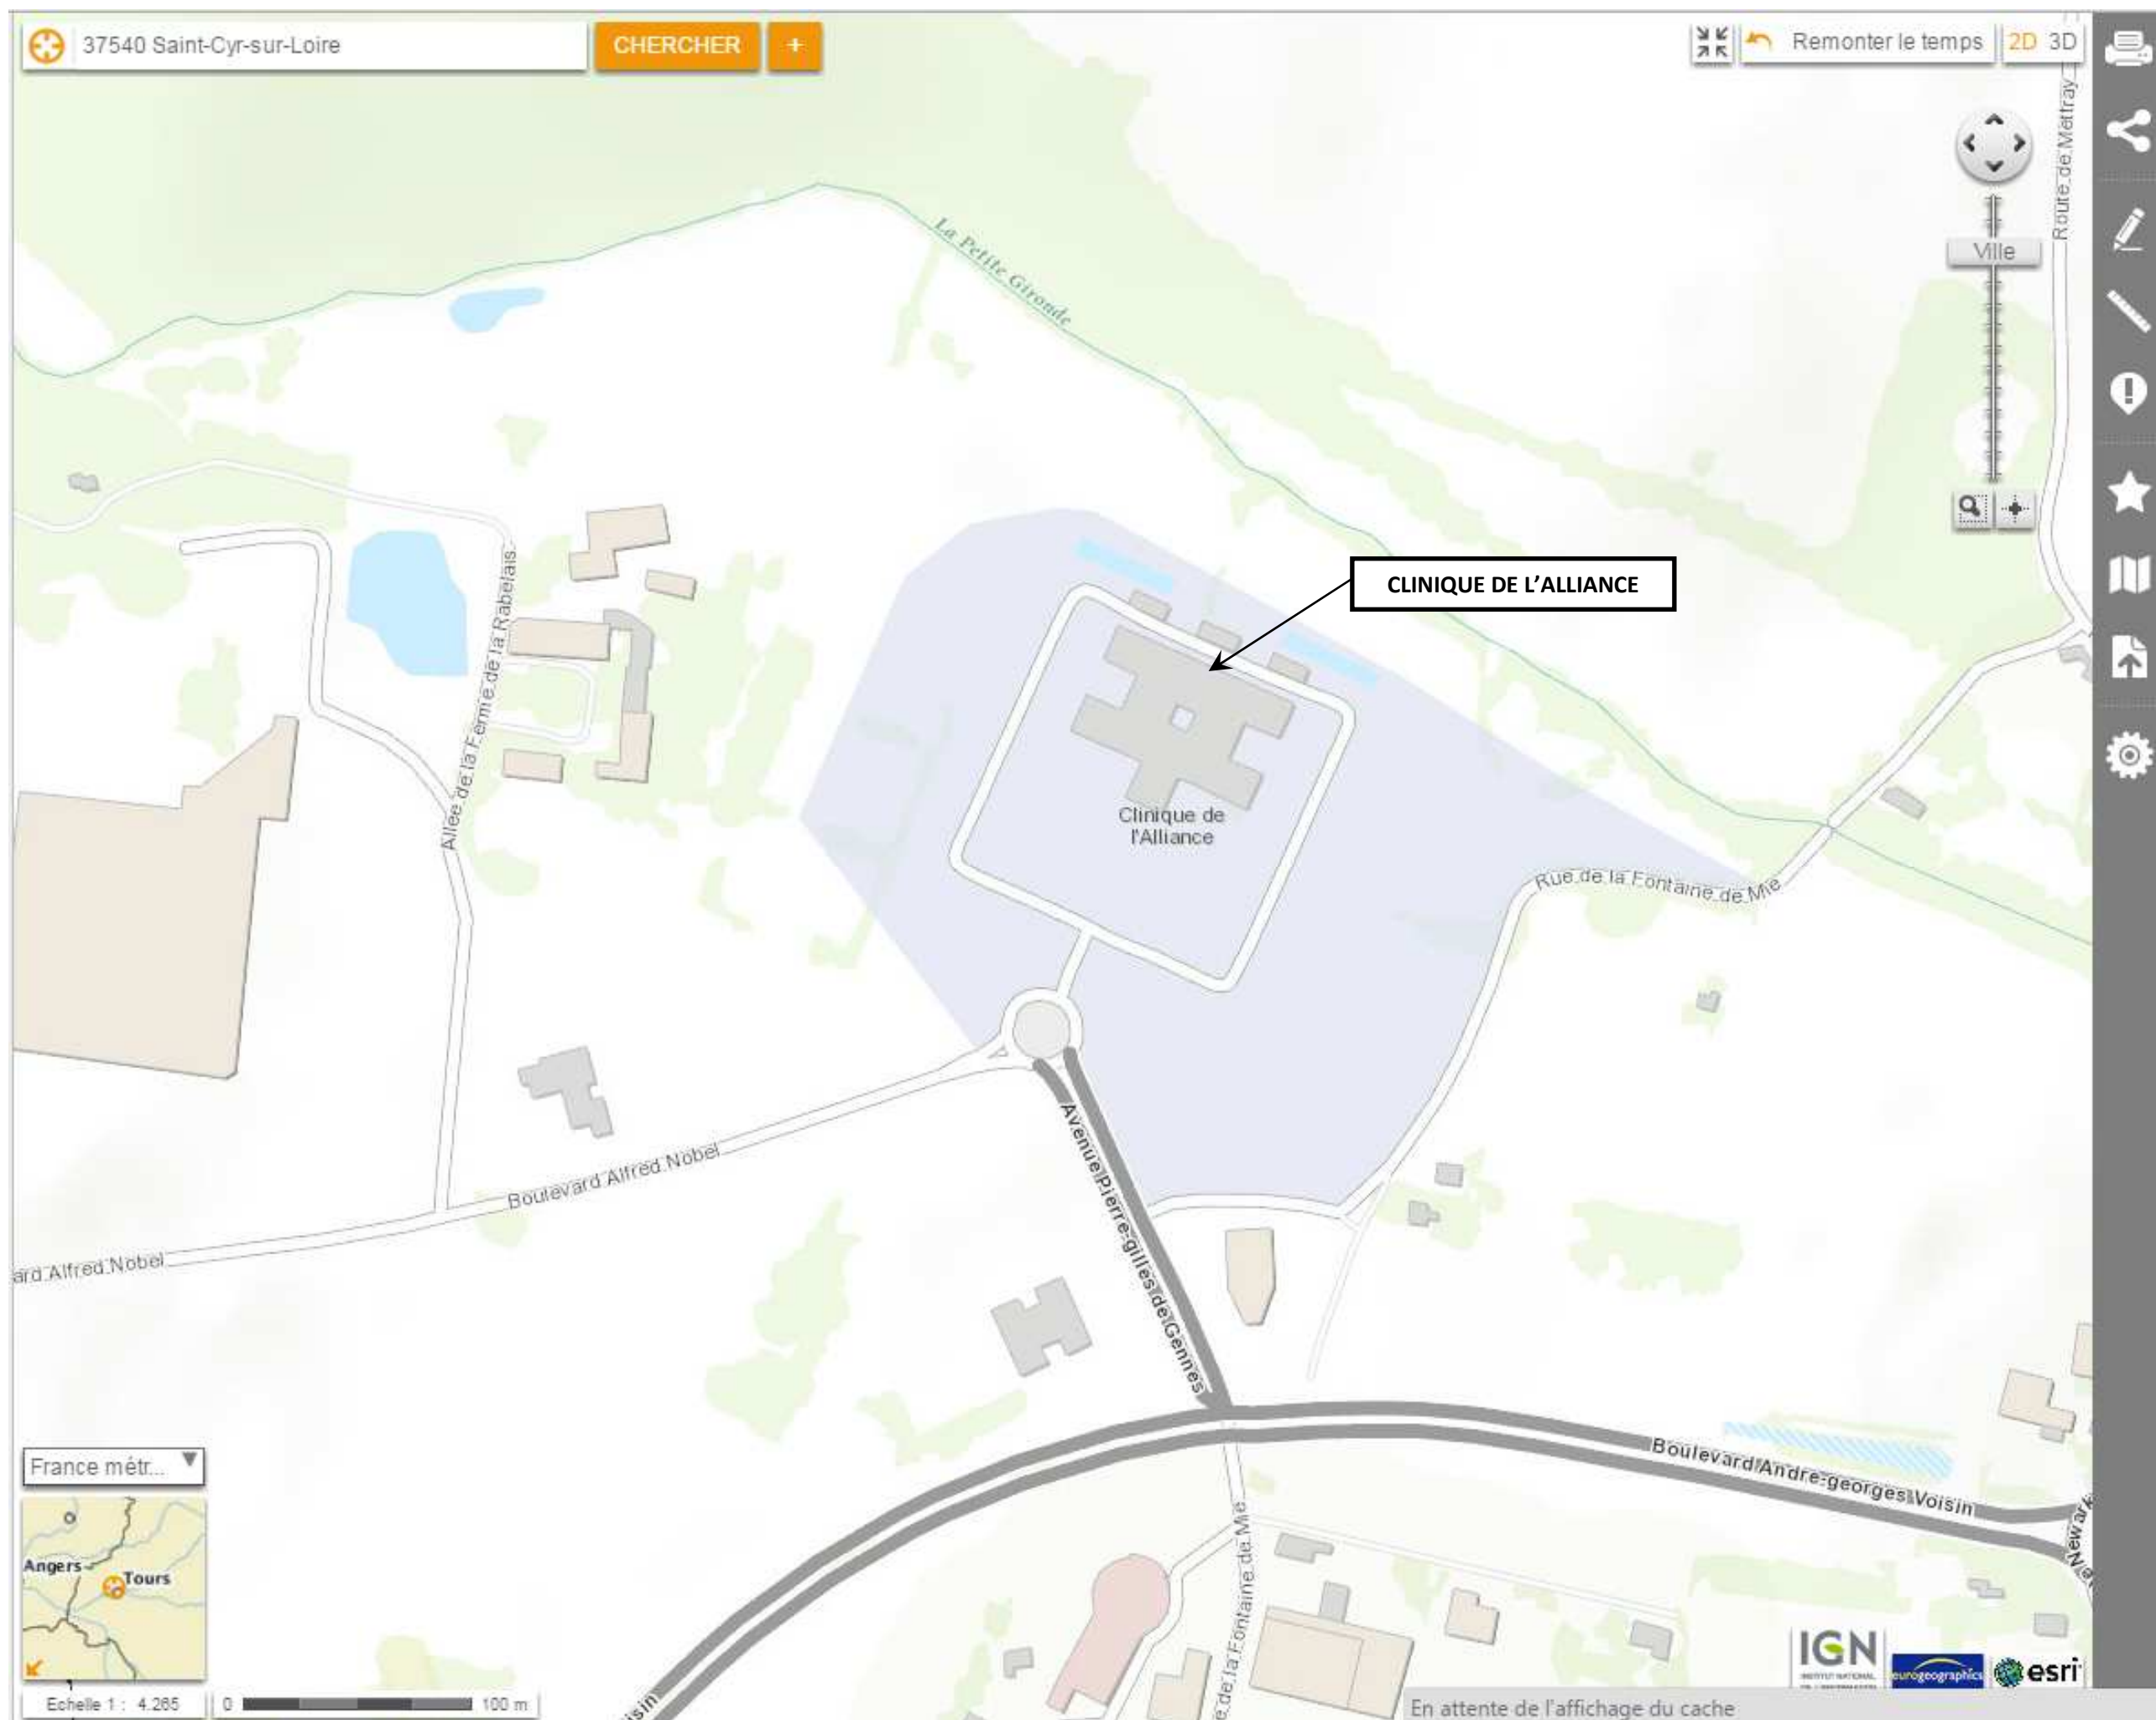 37540 Saint-Cyr-sur-Loire
CHERCHER
+
Remonter le temps
2D 3D
Route de Mettray
La Petite Gironde
Ville
CLINIQUE DE L'ALLIANCE
Allée de la Ferme de la Rabelais
Clinique de
l'Alliance
Rue de la Fontaine de Mie
Avenue Pierre-gilles de Gennes
Boulevard Alfred Nobel
ard Alfred Nobel
Boulevard Andre-georges Voisin
Newark
France métr...
Angers
Tours
e de la Fontaine de Mie
isin
IGN
INSTITUT NATIONAL
eurogeographics
esri
Echelle 1 : 4.265
0
100 m
En attente de l'affichage du cache